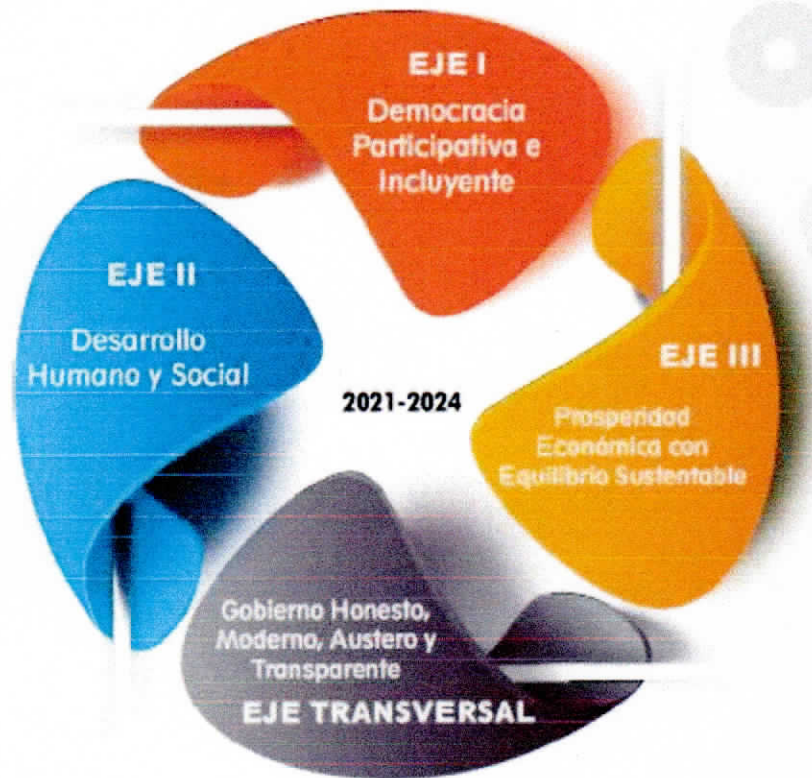 EJE I
Democracia
Participativa e
Incluyente
EJE II
Desarrollo
Humano y Social
2021-2024
EJE III
Prosperidad
Económica con
Equilibrio Sustentable
Gobierno Honesto,
Moderno, Austero y
Transparente
EJE TRANSVERSAL